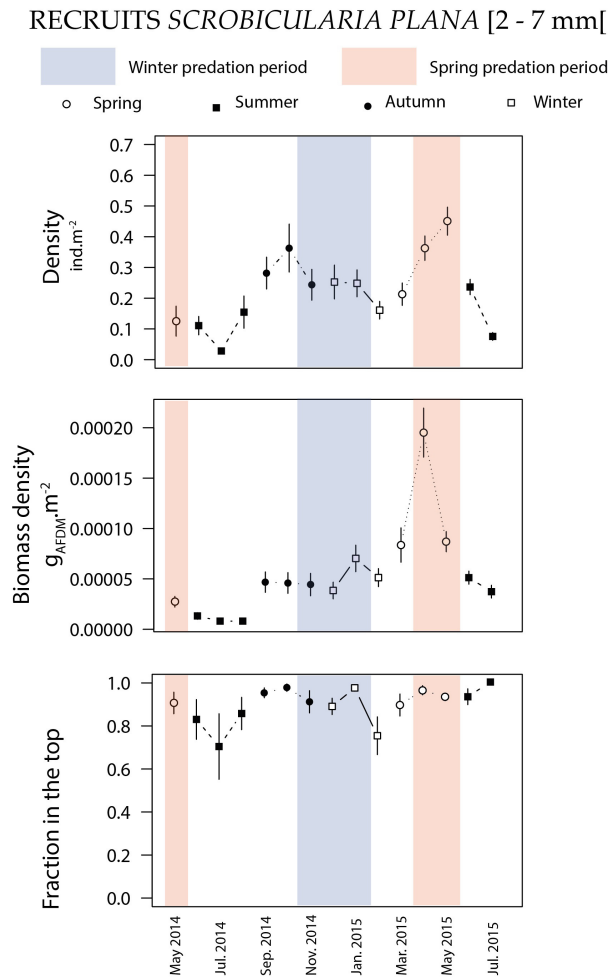 RECRUITS SCROBICULARIA PLANA [2 - 7 mm[
Winter predation period
Spring predation period
Spring
Summer
Autumn
Winter
Density
ind.m-2
0.7
0.6
0.5
0.4
0.3
0.2
0.1
0.0
Biomass density
gAFDM.m-2
0.00020
0.00015
0.00010
0.00005
0.00000
Fraction in the top
1.0
0.8
0.6
0.4
0.2
0.0
May 2014
Jul. 2014
Sep. 2014
Nov. 2014
Jan. 2015
Mar. 2015
May 2015
Jul. 2015